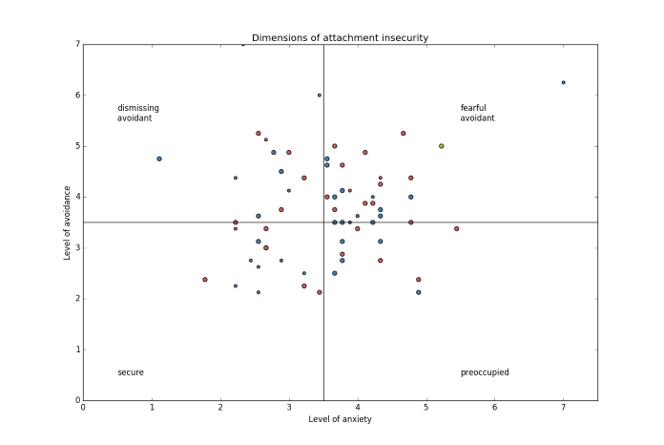 Dimensions of attachment insecurity
7
6
5
4
3
2
1
0
Level of avoidance
dismissing
avoidant
fearful
avoidant
secure
preoccupied
0 1 2 3 4 5 6 7
Level of anxiety